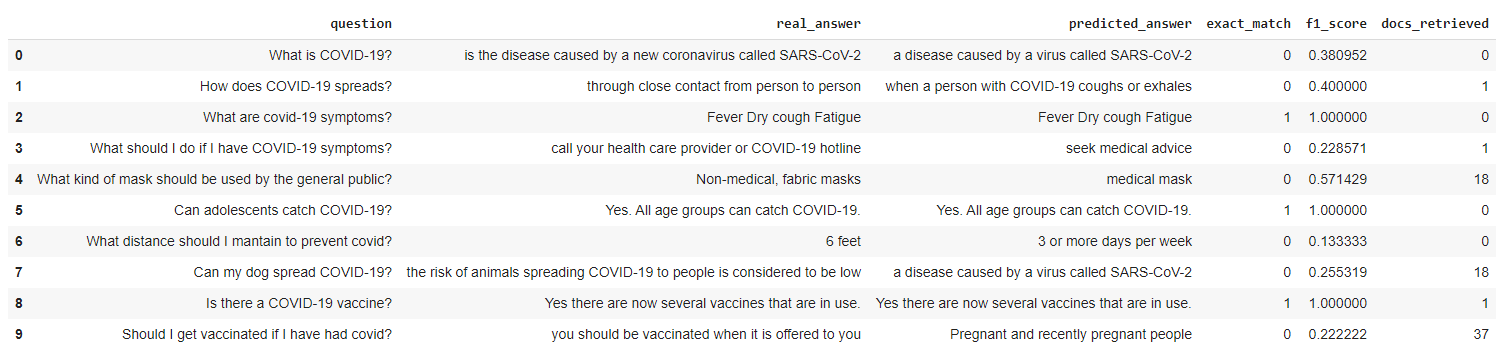 question real_answer predicted_answer exact_match f1_score docs_retrieved
0 What is COVID-19? is the disease caused by a new coronavirus called SARS-CoV-2 a disease caused by a virus called SARS-CoV-2 0 0.380952 0
1 How does COVID-19 spreads? through close contact from person to person when a person with COVID-19 coughs or exhales 0 0.400000 1
2 What are covid-19 symptoms? Fever Dry cough Fatigue Fever Dry cough Fatigue 1 1.000000 0
3 What should I do if I have COVID-19 symptoms? call your health care provider or COVID-19 hotline seek medical advice 0 0.228571 1
4 What kind of mask should be used by the general public? Non-medical, fabric masks medical mask 0 0.571429 18
5 Can adolescents catch COVID-19? Yes. All age groups can catch COVID-19. Yes. All age groups can catch COVID-19. 1 1.000000 0
6 What distance should I mantain to prevent covid? 6 feet 3 or more days per week 0 0.133333 0
7 Can my dog spread COVID-19? the risk of animals spreading COVID-19 to people is considered to be low a disease caused by a virus called SARS-CoV-2 0 0.255319 18
8 Is there a COVID-19 vaccine? Yes there are now several vaccines that are in use. Yes there are now several vaccines that are in use. 1 1.000000 1
9 Should I get vaccinated if I have had covid? you should be vaccinated when it is offered to you Pregnant and recently pregnant people 0 0.222222 37